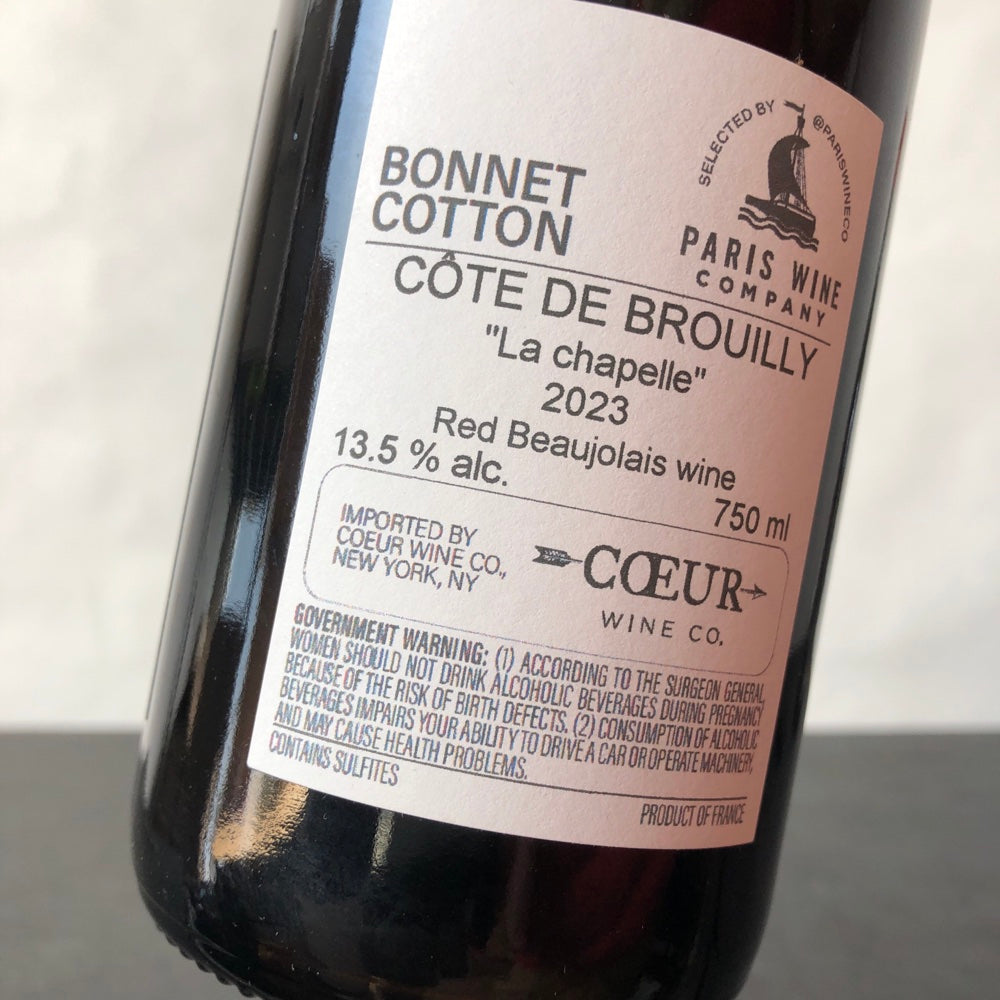 SELECTED BY
@PARISWINECO
PARIS WINE
COMPANY
BONNET
COTTON
CÔTE DE BROUILLY
"La chapelle"
2023
Red Beaujolais wine
13.5 % alc.
750 ml
IMPORTED BY
COEUR WINE CO.,
NEW YORK, NY
CŒUR
WINE CO.
GOVERNMENT WARNING: (1) ACCORDING TO THE SURGEON GENERAL,
WOMEN SHOULD NOT DRINK ALCOHOLIC BEVERAGES DURING PREGNANCY
BECAUSE OF THE RISK OF BIRTH DEFECTS. (2) CONSUMPTION OF ALCOHOLIC
BEVERAGES IMPAIRS YOUR ABILITY TO DRIVE A CAR OR OPERATE MACHINERY,
AND MAY CAUSE HEALTH PROBLEMS.
CONTAINS SULFITES
PRODUCT OF FRANCE